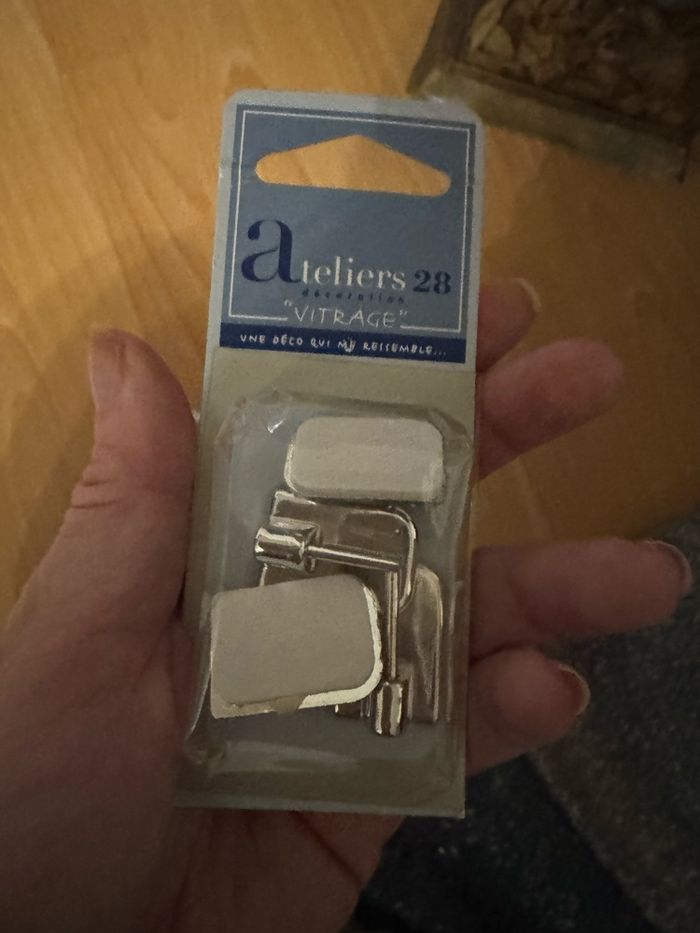 ateliers 28
décoration
"VITRAGE"
UNE DÉCO QUI ME RESSEMBLE...